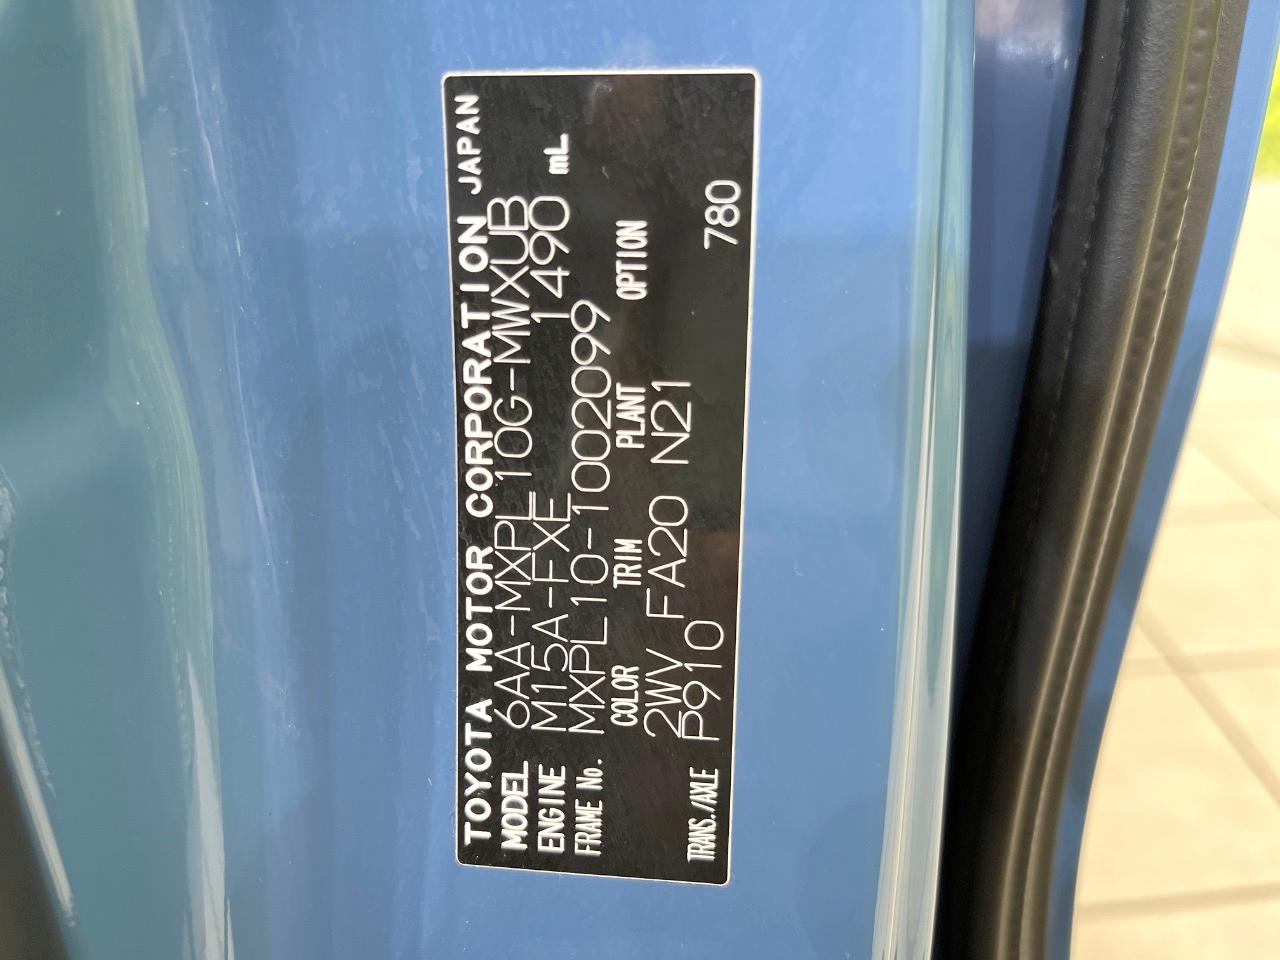 TOYOTA MOTOR CORPORATION JAPAN
MODEL 6AA-MXPL10G-MWXUB
ENGINE M15A-FXE 1490 mL
FRAME No. MXPL10-1002099
COLOR TRIM PLANT OPTION
2WV FA20 N21
TRANS./AXLE P910 780